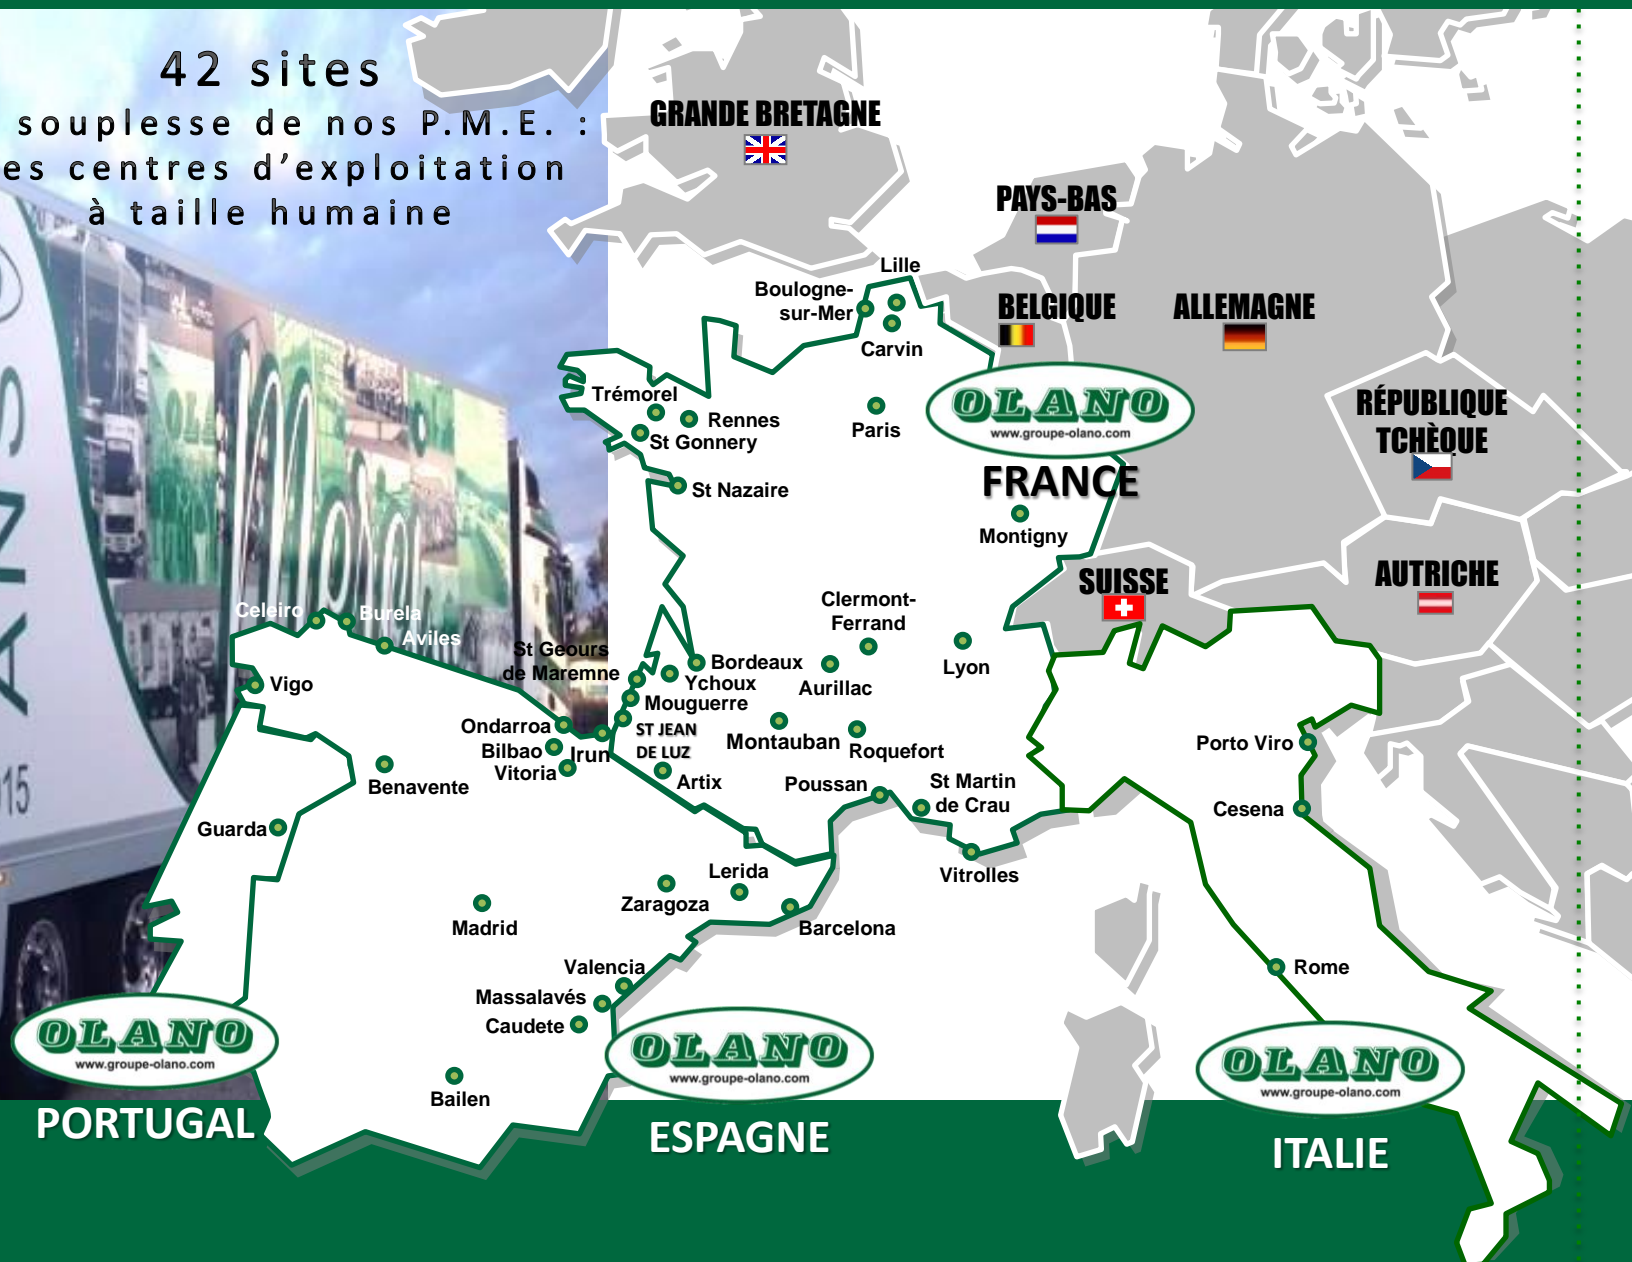 42 sites
souplesse de nos P.M.E. :
es centres d’exploitation
à taille humaine
GRANDE BRETAGNE
PAYS-BAS
BELGIQUE
ALLEMAGNE
RÉPUBLIQUE
TCHÈQUE
AUTRICHE
SUISSE
Lille
Boulogne-
sur-Mer
Carvin
Trémorel
Rennes
St Gonnery
Paris
St Nazaire
OLANO
www.groupe-olano.com
FRANCE
Montigny
Clermont-
Ferrand
Lyon
Aurillac
Bordeaux
Ychoux
St Geours
de Maremne
Mouguerre
ST JEAN
DE LUZ
Montauban
Roquefort
Artix
Poussan
St Martin
de Crau
Vitrolles
Celeiro
Burela
Aviles
Vigo
Ondarroa
Bilbao
Irun
Vitoria
Benavente
Guarda
Madrid
Zaragoza
Lerida
Barcelona
Valencia
Massalavés
Caudete
Bailen
Porto Viro
Cesena
Rome
OLANO
www.groupe-olano.com
PORTUGAL
OLANO
www.groupe-olano.com
ESPAGNE
OLANO
www.groupe-olano.com
ITALIE
15